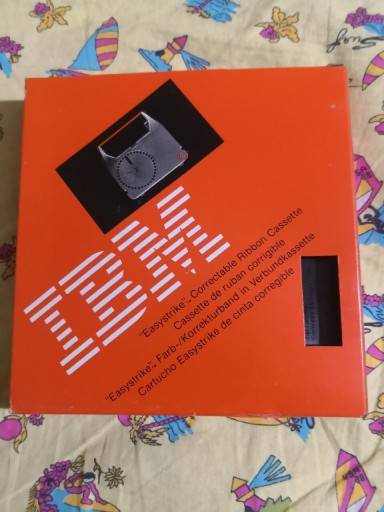 Surf
IBM
"Easystrike". Correctable Ribbon Cassette
Cassette de ruban corrigible
"Easystrike". Farb-/Korrekturband in Verbundkassette
Cartucho Easystrike de cinta corregible